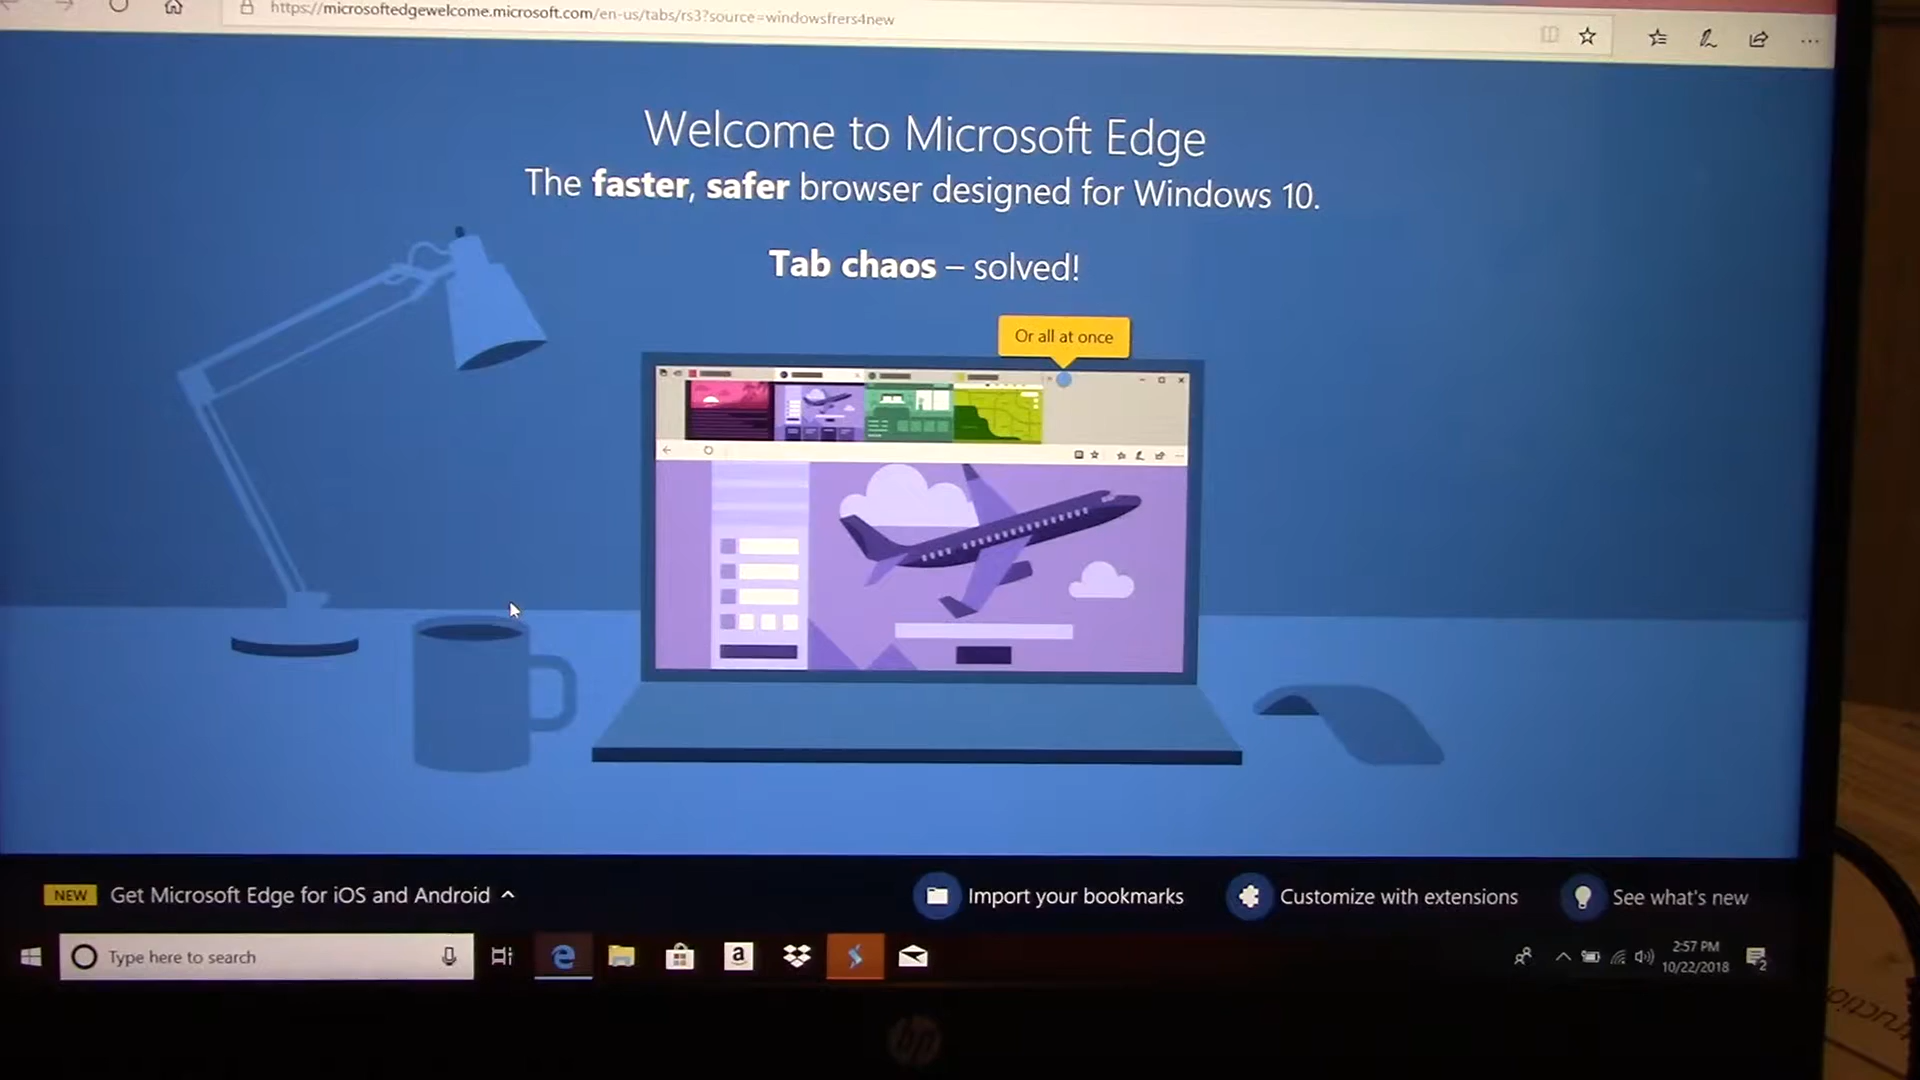 https://microsoftedgewelcome.microsoft.com/en-us/tabs/rs3?source=windowsfrers4new
Welcome to Microsoft Edge
The faster, safer browser designed for Windows 10.
Tab chaos – solved!
Or all at once
NEW Get Microsoft Edge for iOS and Android
Import your bookmarks
Customize with extensions
See what's new
Type here to search
a
2:57 PM
10/22/2018
2
hp